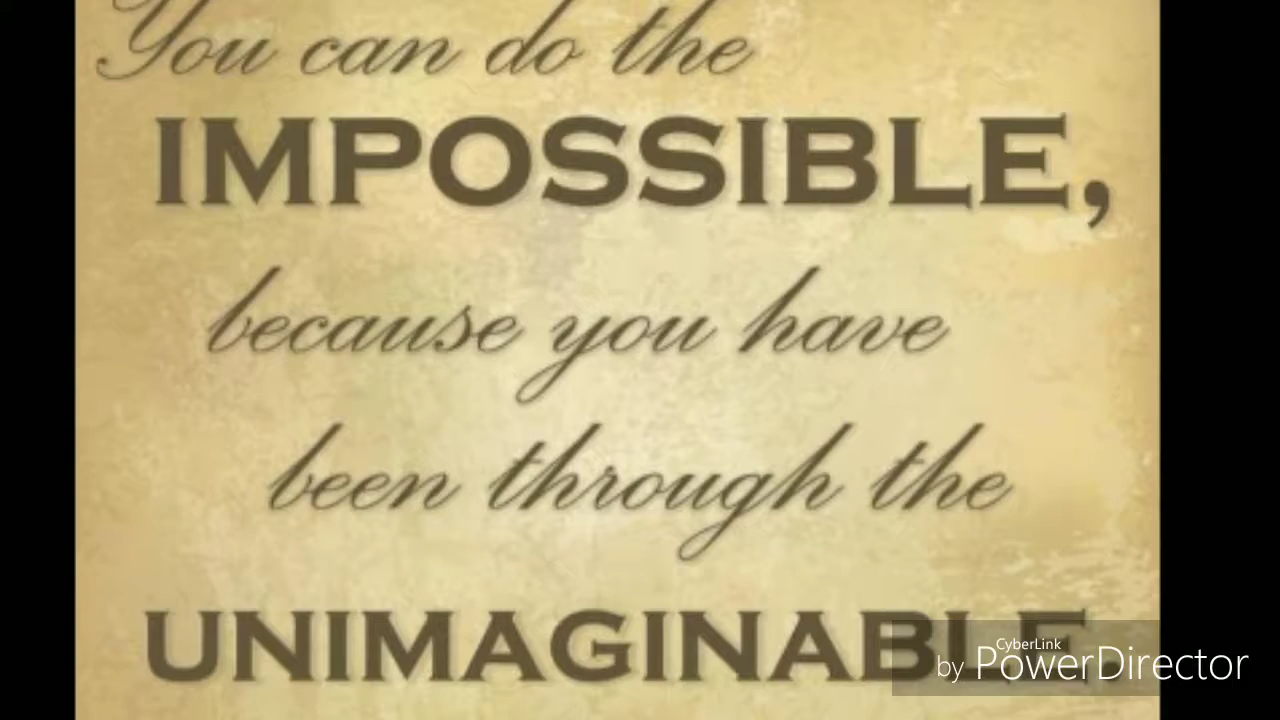 You can do the
IMPOSSIBLE,
because you have
been through the
UNIMAGINABLE.
CyberLink
by PowerDirector